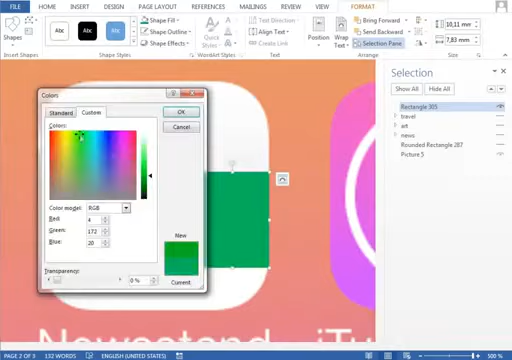 FILE HOME INSERT DESIGN PAGE LAYOUT REFERENCES MAILINGS REVIEW VIEW FORMAT
Shapes
Abc Abc Abc
Shape Fill
Shape Outline
Shape Effects
Quick Styles
Text Direction
Align Text
Create Link
Position
Wrap Text
Bring Forward
Send Backward
Selection Pane
10,11 mm
7,83 mm
Insert Shapes Shape Styles WordArt Styles Text Arrange Size
Selection
Show All Hide All
Rectangle 305
travel
art
news
Rounded Rectangle 287
Picture 5
Colors
Standard Custom
OK
Cancel
Colors:
Color model: RGB
Red: 4
Green: 172
Blue: 20
New
Current
Transparency:
0 %
Newsstand iTu
PAGE 2 OF 3 132 WORDS ENGLISH (UNITED STATES) 500 %